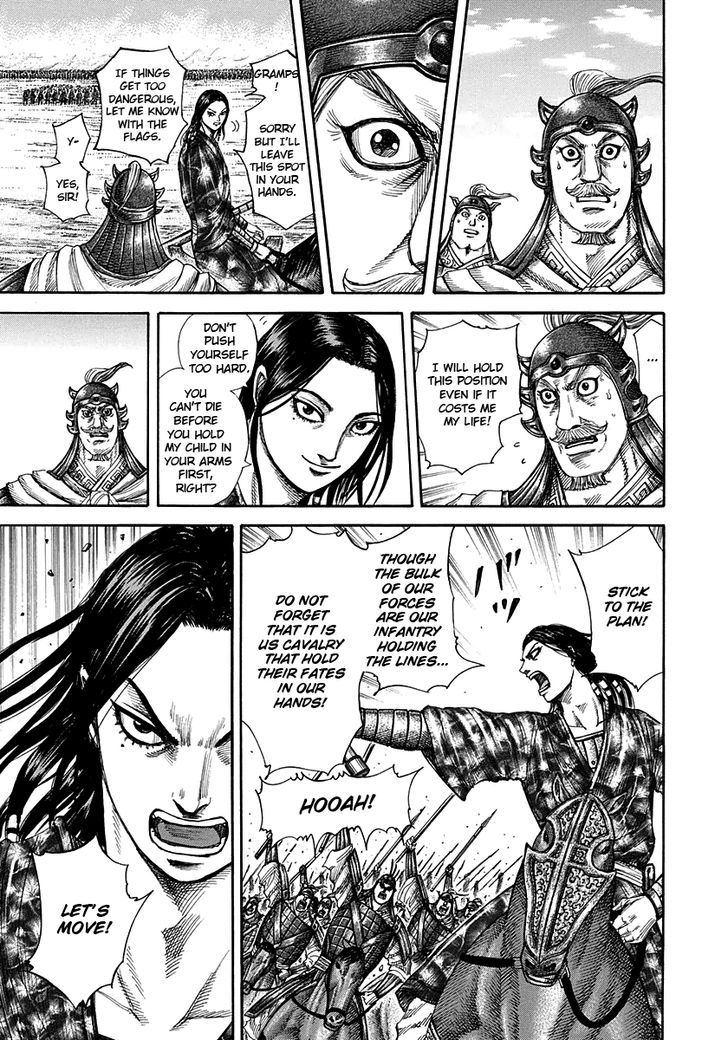 GRAMPS
!
SORRY
BUT I'LL
LEAVE
THIS SPOT
IN YOUR
HANDS.
IF THINGS
GET TOO
DANGEROUS,
LET ME KNOW
WITH THE
FLAGS.
Y-
YES,
SIR!
...
I WILL HOLD
THIS POSITION
EVEN IF IT
COSTS ME
MY LIFE!
DON'T
PUSH
YOURSELF
TOO HARD.
YOU
CAN'T DIE
BEFORE
YOU HOLD
MY CHILD IN
YOUR ARMS
FIRST,
RIGHT?
STICK
TO THE
PLAN!
THOUGH
THE BULK
OF OUR
FORCES
ARE OUR
INFANTRY
HOLDING
THE LINES...
DO NOT
FORGET
THAT IT IS
US CAVALRY
THAT HOLD
THEIR FATES
IN OUR
HANDS!
HOOAH!
LET'S
MOVE!